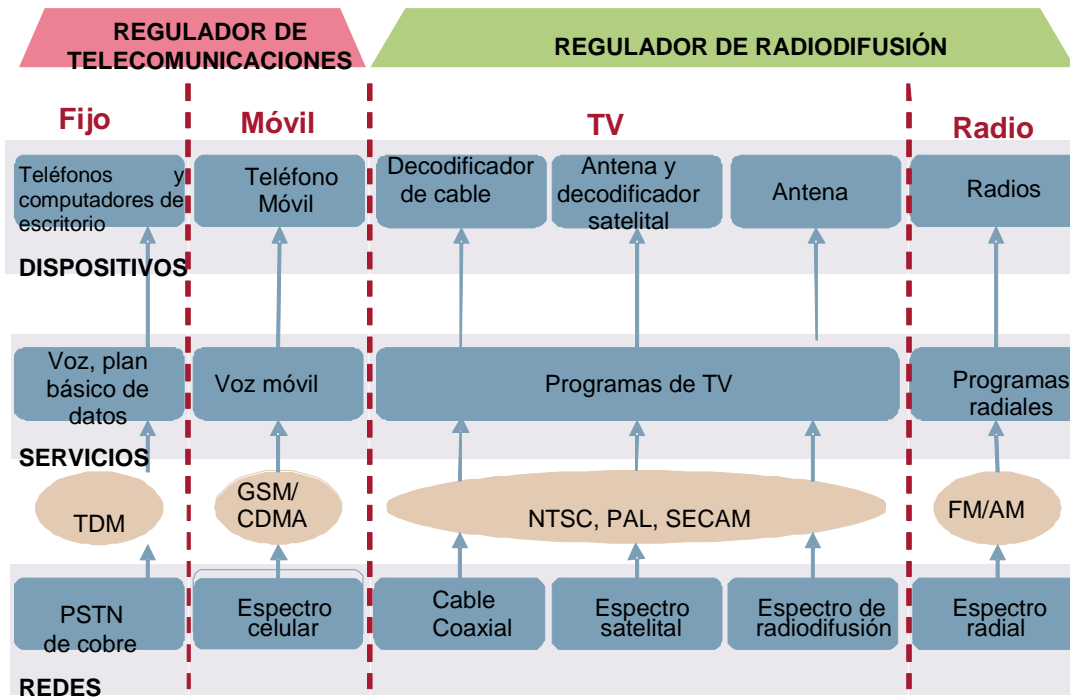 REGULADOR DE
TELECOMUNICACIONES
REGULADOR DE RADIODIFUSIÓN
Fijo
Móvil
TV
Radio
Teléfonos y
computadores de
escritorio
Teléfono
Móvil
Decodificador
de cable
Antena y
decodificador
satelital
Antena
Radios
DISPOSITIVOS
Voz, plan
básico de
datos
Voz móvil
Programas de TV
Programas
radiales
SERVICIOS
TDM
GSM/
CDMA
NTSC, PAL, SECAM
FM/AM
PSTN
de cobre
Espectro
celular
Cable
Coaxial
Espectro
satelital
Espectro de
radiodifusión
Espectro
radial
REDES